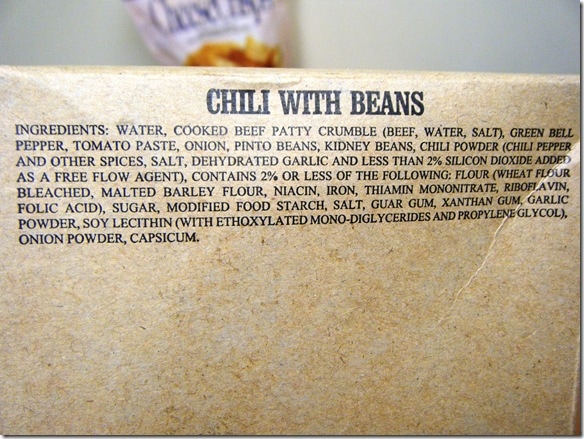 CHILI WITH BEANS
INGREDIENTS: WATER, COOKED BEEF PATTY CRUMBLE (BEEF, WATER, SALT), GREEN BELL
PEPPER, TOMATO PASTE, ONION, PINTO BEANS, KIDNEY BEANS, CHILI POWDER (CHILI PEPPER
AND OTHER SPICES, SALT, DEHYDRATED GARLIC AND LESS THAN 2% SILICON DIOXIDE ADDED
AS A FREE FLOW AGENT), CONTAINS 2% OR LESS OF THE FOLLOWING: FLOUR (WHEAT FLOUR
BLEACHED, MALTED BARLEY FLOUR, NIACIN, IRON, THIAMIN MONONITRATE, RIBOFLAVIN,
FOLIC ACID), SUGAR, MODIFIED FOOD STARCH, SALT, GUAR GUM, XANTHAN GUM, GARLIC
POWDER, SOY LECITHIN (WITH ETHOXYLATED MONO-DIGLYCERIDES AND PROPYLENE GLYCOL),
ONION POWDER, CAPSICUM.